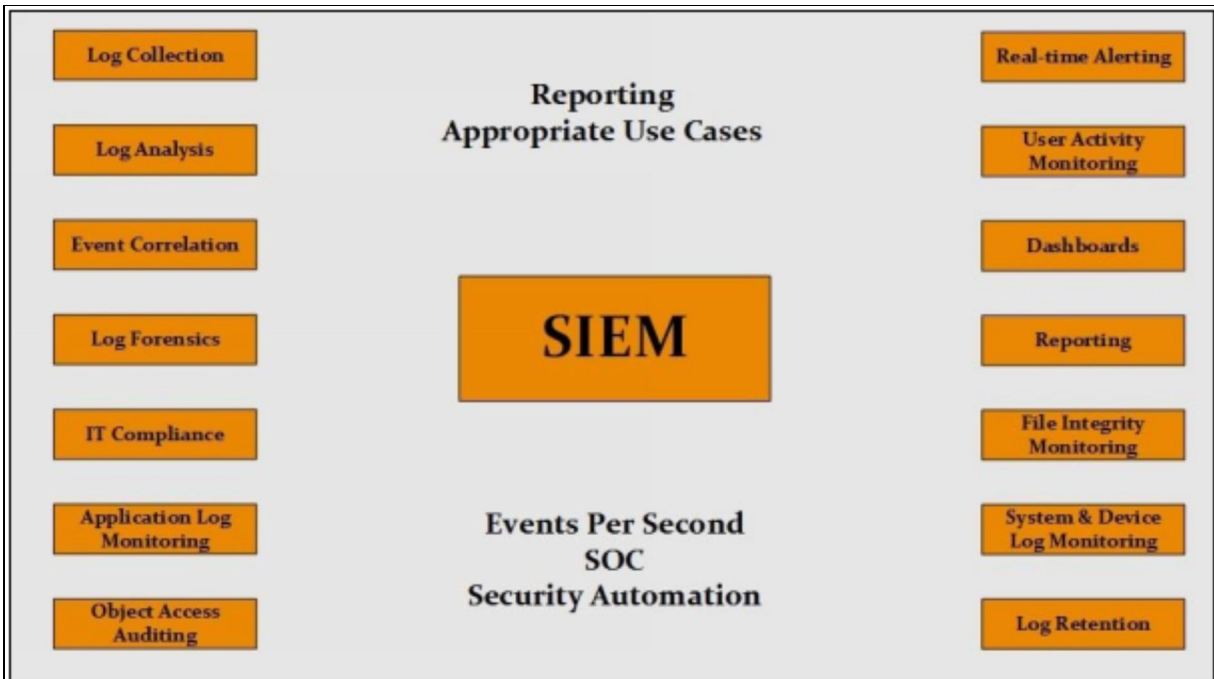 Log Collection
Log Analysis
Event Correlation
Log Forensics
IT Compliance
Application Log
Monitoring
Object Access
Auditing
Reporting
Appropriate Use Cases
SIEM
Events Per Second
SOC
Security Automation
Real-time Alerting
User Activity
Monitoring
Dashboards
Reporting
File Integrity
Monitoring
System & Device
Log Monitoring
Log Retention